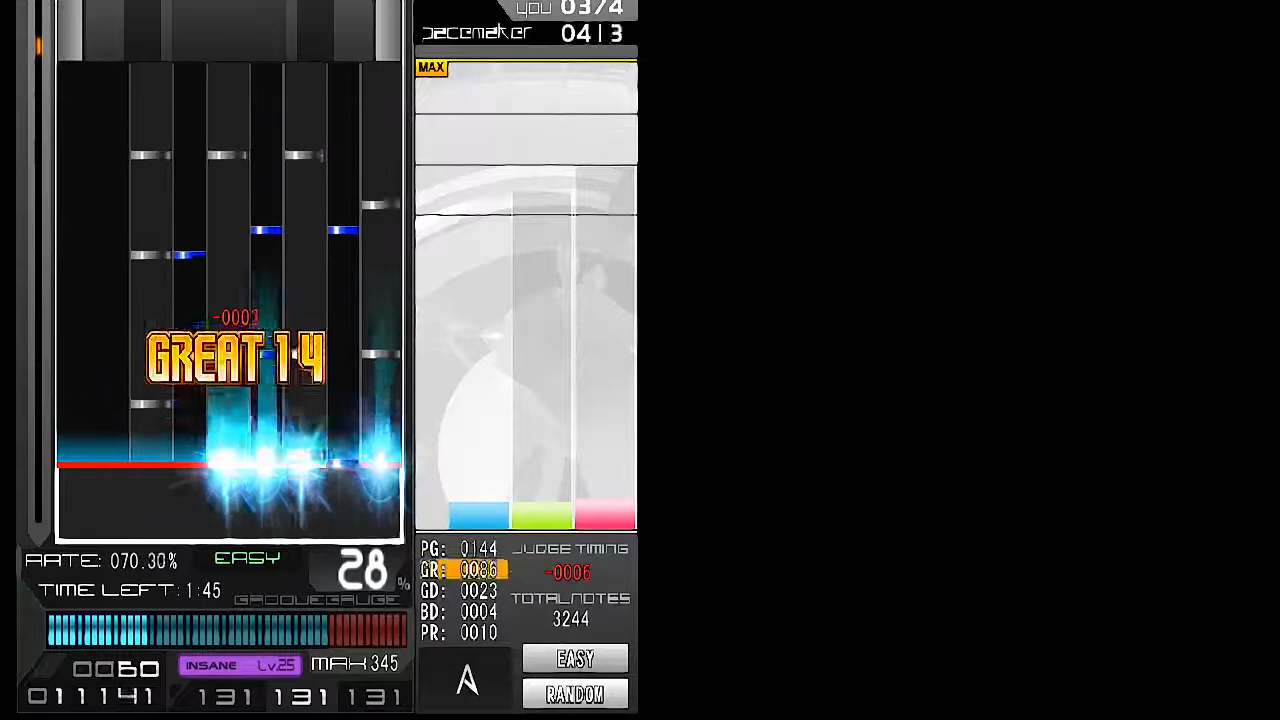 you 0374
pacemaker 0413
MAX
-0003
GREAT 14
RATE: 070.30% EASY 28 %
TIME LEFT: 1:45
GROOVEGAUGE
0060 INSANE Lv25 MAX 345
011141 131 131 131
PG: 0144
GR: 0086
GD: 0023
BD: 0004
PR: 0010
JUDGE TIMING
-0006
TOTALNOTES
3244
A
EASY
RANDOM